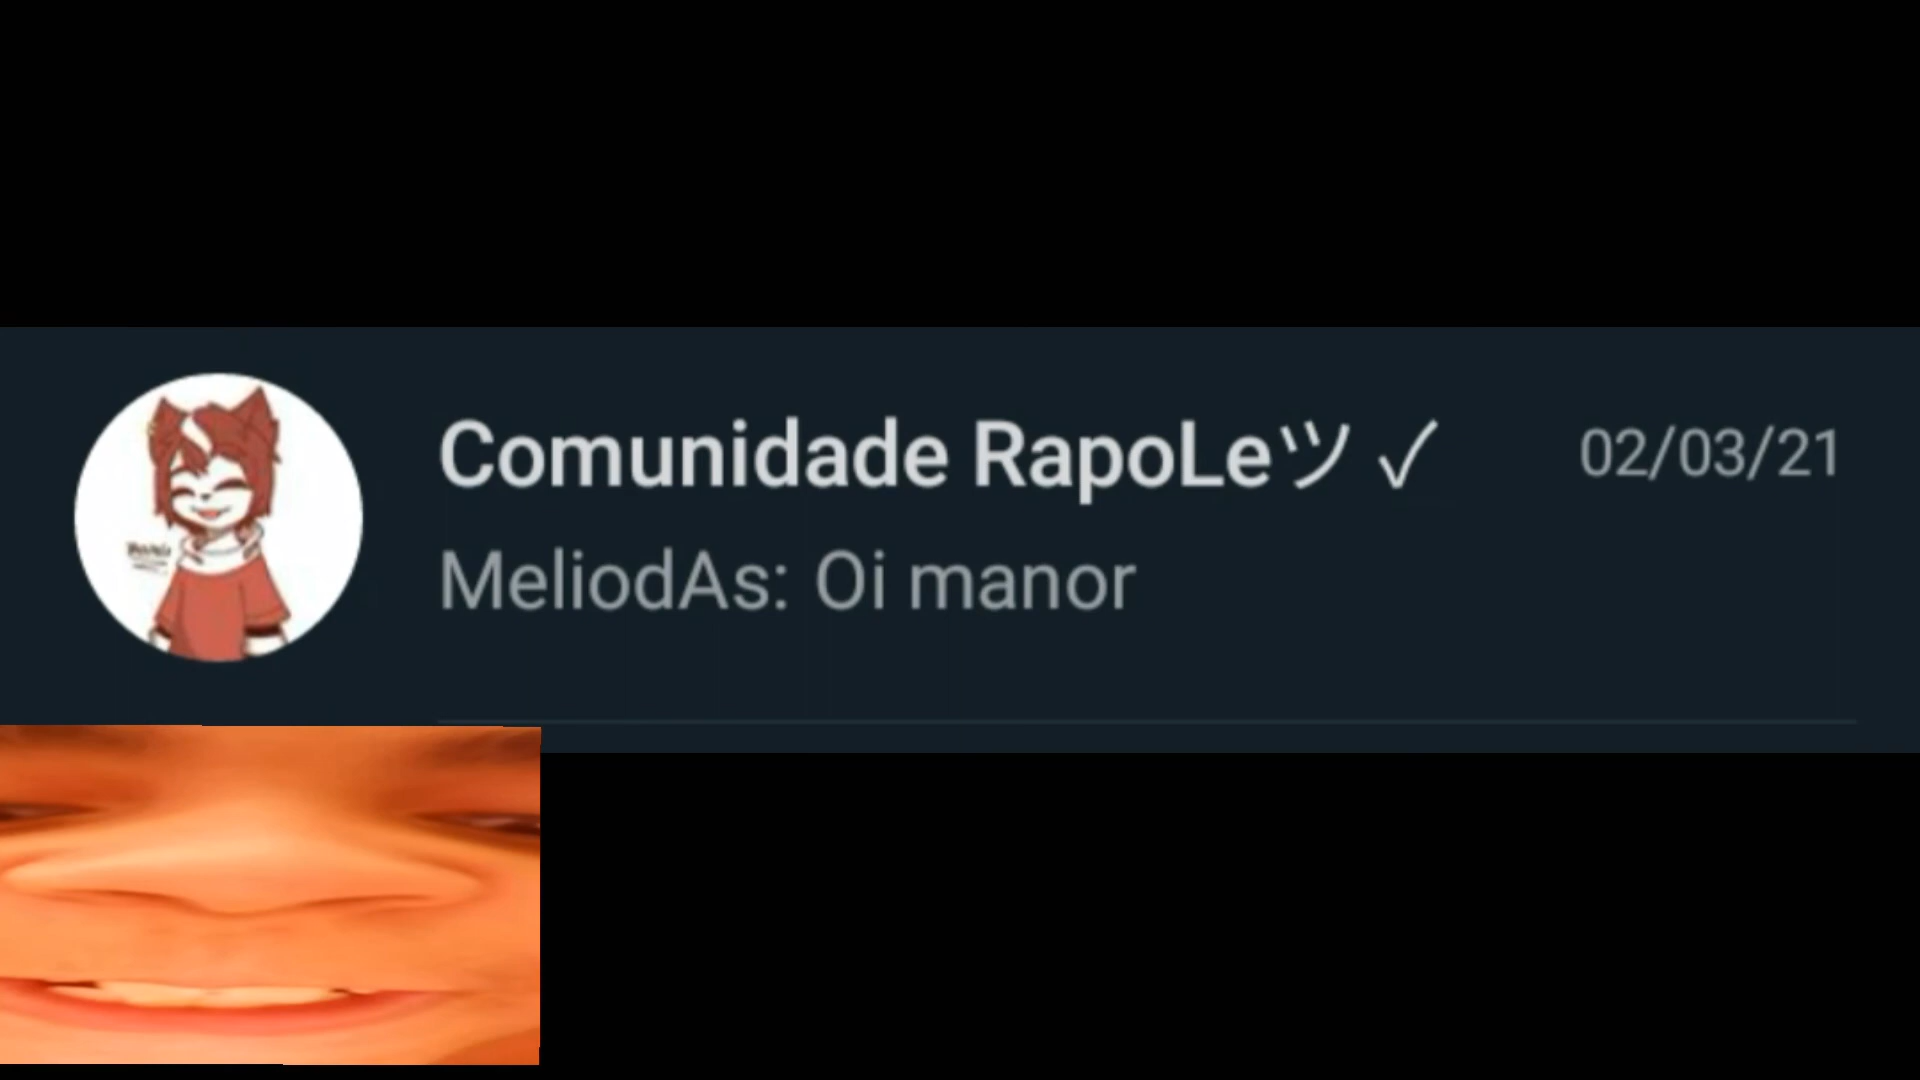 Comunidade RapoLeツ ✓
02/03/21
MeliodAs: Oi manor